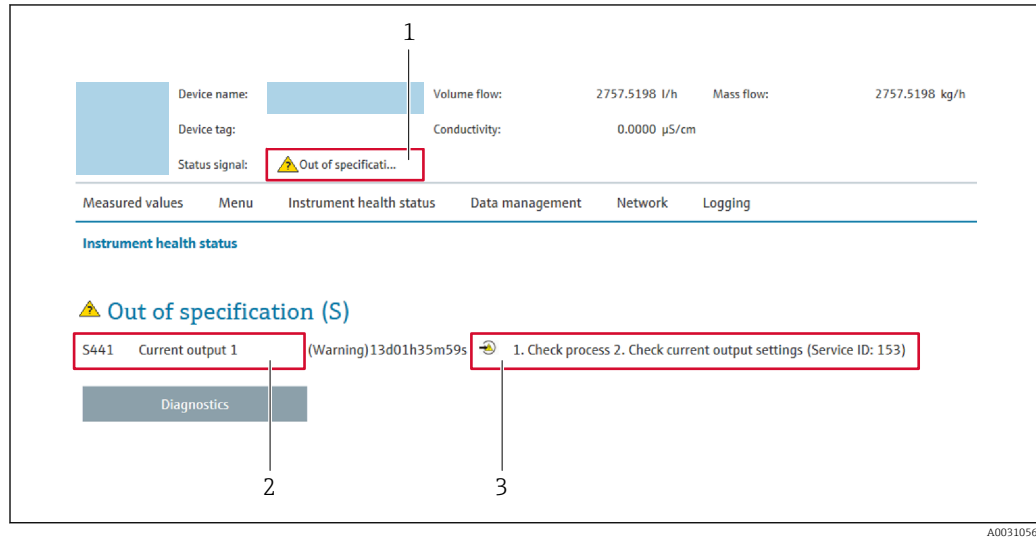 1
Device name: Volume flow: 2757.5198 l/h Mass flow: 2757.5198 kg/h
Device tag: Conductivity: 0.0000 µS/cm
Status signal: Out of specificati...
Measured values Menu Instrument health status Data management Network Logging
Instrument health status
Out of specification (S)
S441 Current output 1 (Warning)13d01h35m59s 1. Check process 2. Check current output settings (Service ID: 153)
Diagnostics
2 3
A0031056